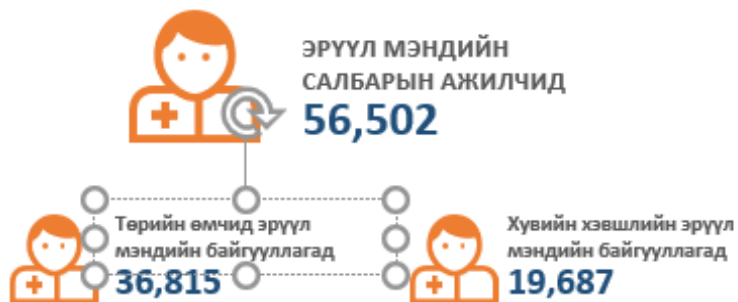 ЭРҮҮЛ МЭНДИЙН
САЛБАРЫН АЖИЛЧИД
56,502
Төрийн өмчид эрүүл
мэндийн байгууллагад
36,815
Хувийн хэвшлийн эрүүл
мэндийн байгууллагад
19,687